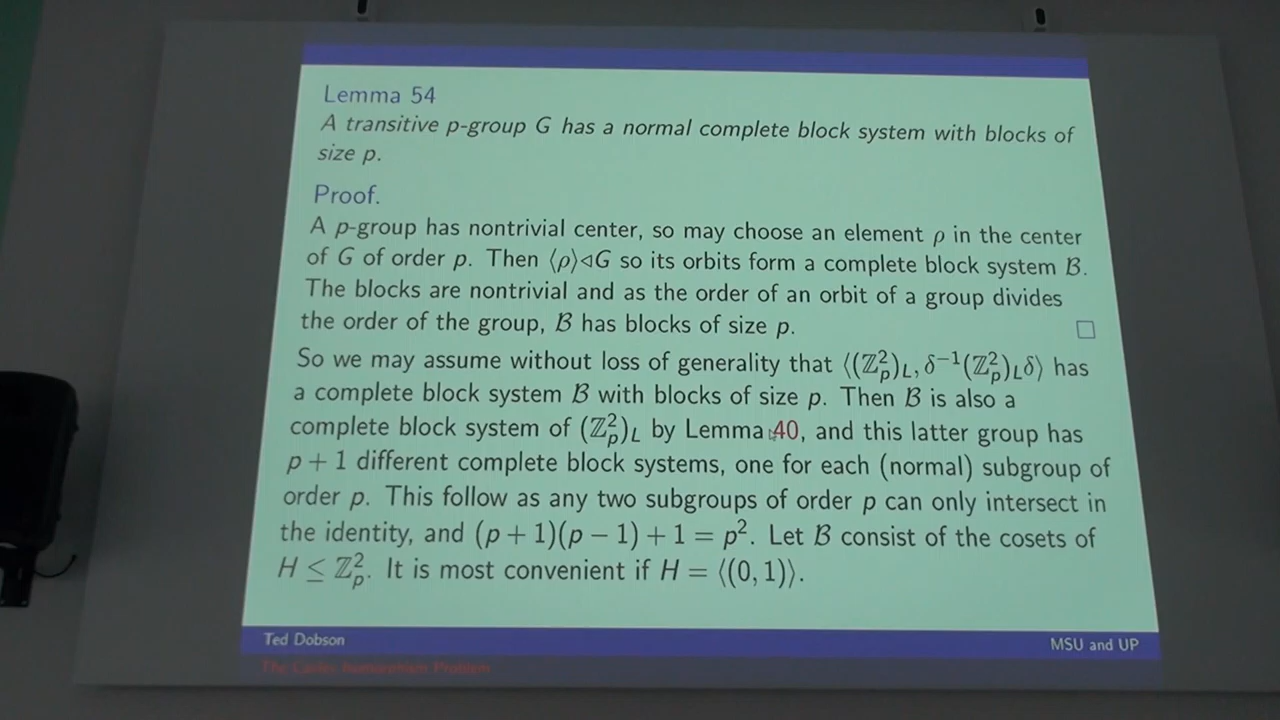 Lemma 54
A transitive p-group G has a normal complete block system with blocks of
size p.
Proof.
A p-group has nontrivial center, so may choose an element ρ in the center
of G of order p. Then ⟨ρ⟩◁G so its orbits form a complete block system ℬ.
The blocks are nontrivial and as the order of an orbit of a group divides
the order of the group, ℬ has blocks of size p. □
So we may assume without loss of generality that ⟨(ℤ²ₚ)_L, δ⁻¹(ℤ²ₚ)_Lδ⟩ has
a complete block system ℬ with blocks of size p. Then ℬ is also a
complete block system of (ℤ²ₚ)_L by Lemma 40, and this latter group has
p + 1 different complete block systems, one for each (normal) subgroup of
order p. This follow as any two subgroups of order p can only intersect in
the identity, and (p + 1)(p − 1) + 1 = p². Let ℬ consist of the cosets of
H ≤ ℤ²ₚ. It is most convenient if H = ⟨(0, 1)⟩.
Ted Dobson MSU and UP
The Cayley Isomorphism Problem